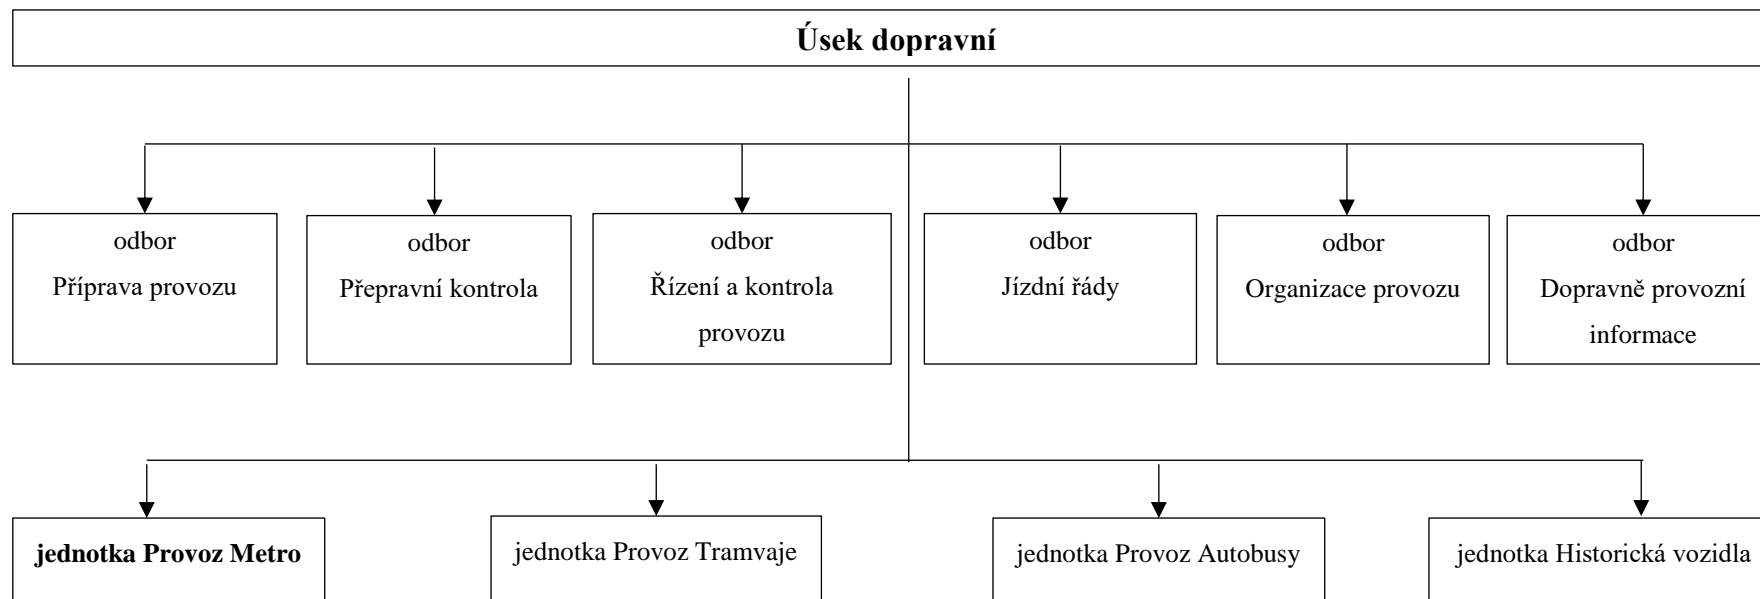 Úsek dopravní
odbor
Příprava provozu
odbor
Přepravní kontrola
odbor
Řízení a kontrola
provozu
odbor
Jízdní řády
odbor
Organizace provozu
odbor
Dopravně provozní
informace
jednotka Provoz Metro
jednotka Provoz Tramvaje
jednotka Provoz Autobusy
jednotka Historická vozidla